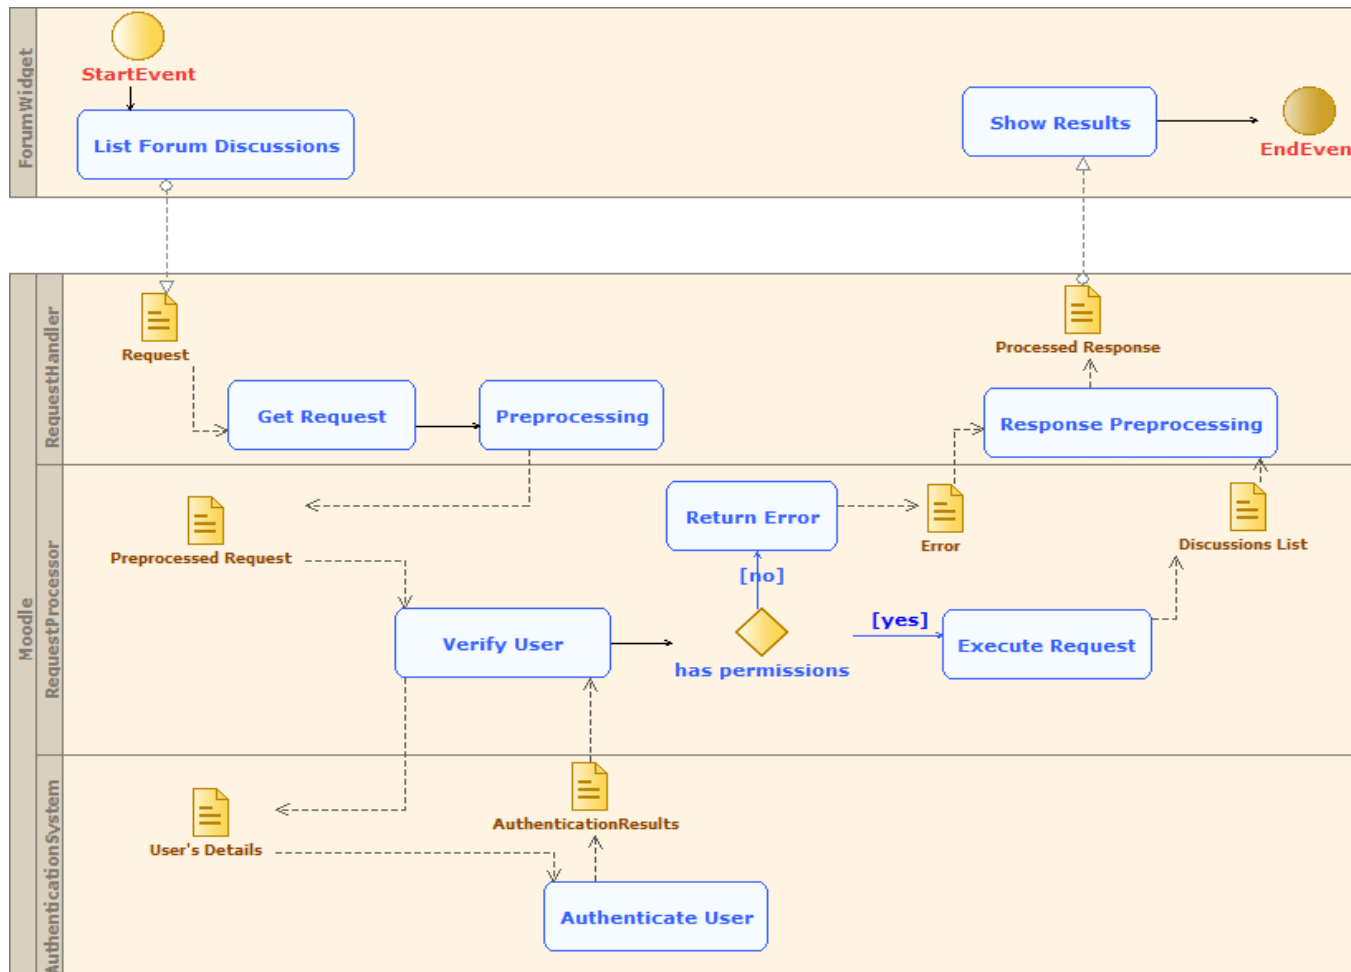 ForumWidget
StartEvent
List Forum Discussions
Show Results
EndEven
Moodle
RequestHandler
Request
Get Request
Preprocessing
Processed Response
Response Preprocessing
RequestProcessor
Preprocessed Request
Return Error
Error
Discussions List
[no]
Verify User
has permissions
[yes]
Execute Request
AuthenticationSystem
User's Details
AuthenticationResults
Authenticate User